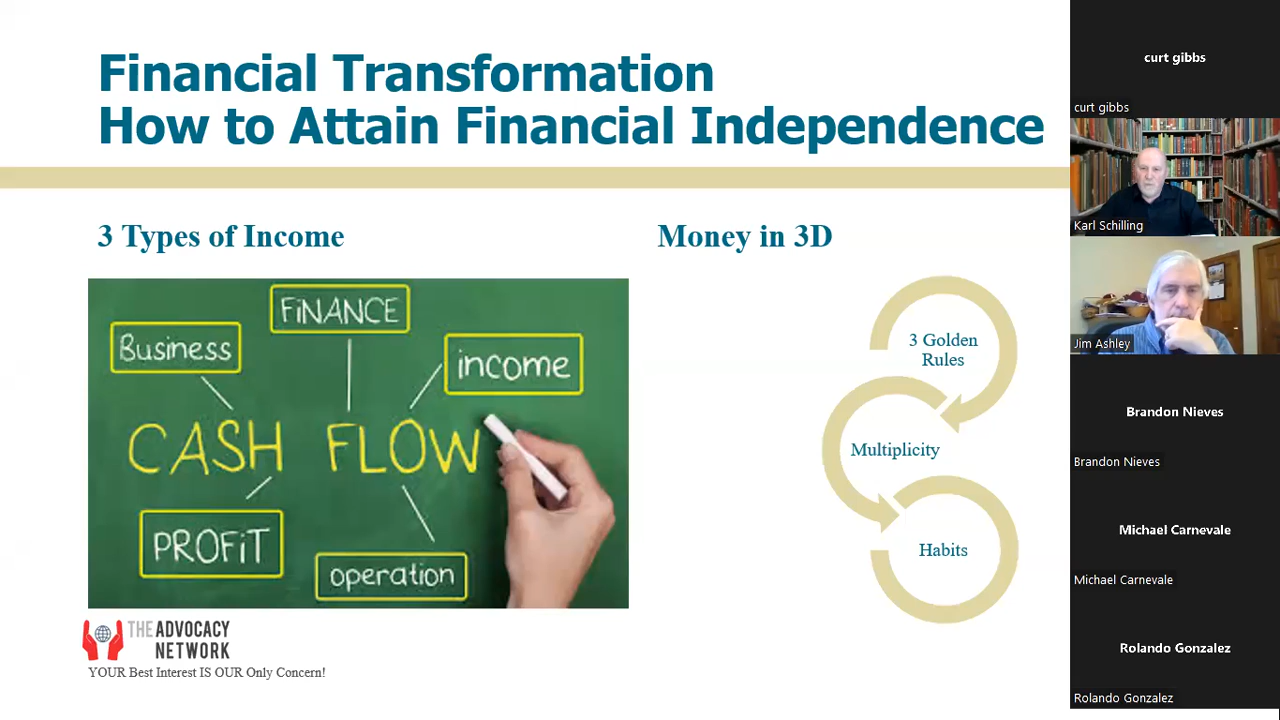 Financial Transformation
How to Attain Financial Independence
3 Types of Income
Money in 3D
FiNANCE
Business
income
CASH FLOW
PROFiT
operation
3 Golden
Rules
Multiplicity
Habits
THE ADVOCACY
NETWORK
YOUR Best Interest IS OUR Only Concern!
curt gibbs
curt gibbs
Karl Schilling
Jim Ashley
Brandon Nieves
Brandon Nieves
Michael Carnevale
Michael Carnevale
Rolando Gonzalez
Rolando Gonzalez